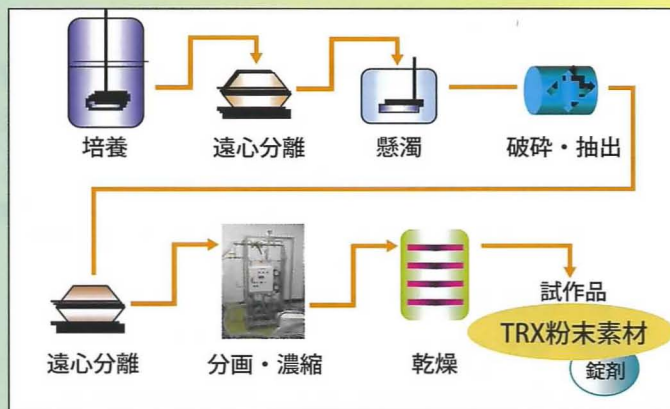 培養
遠心分離
懸濁
破砕・抽出
遠心分離
分画・濃縮
乾燥
試作品
TRX粉末素材
錠剤